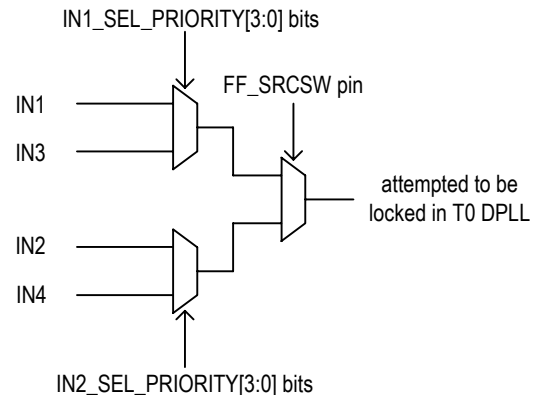 IN1_SEL_PRIORITY[3:0] bits
FF_SRCSW pin
IN1
IN3
attempted to be
locked in T0 DPLL
IN2
IN4
IN2_SEL_PRIORITY[3:0] bits